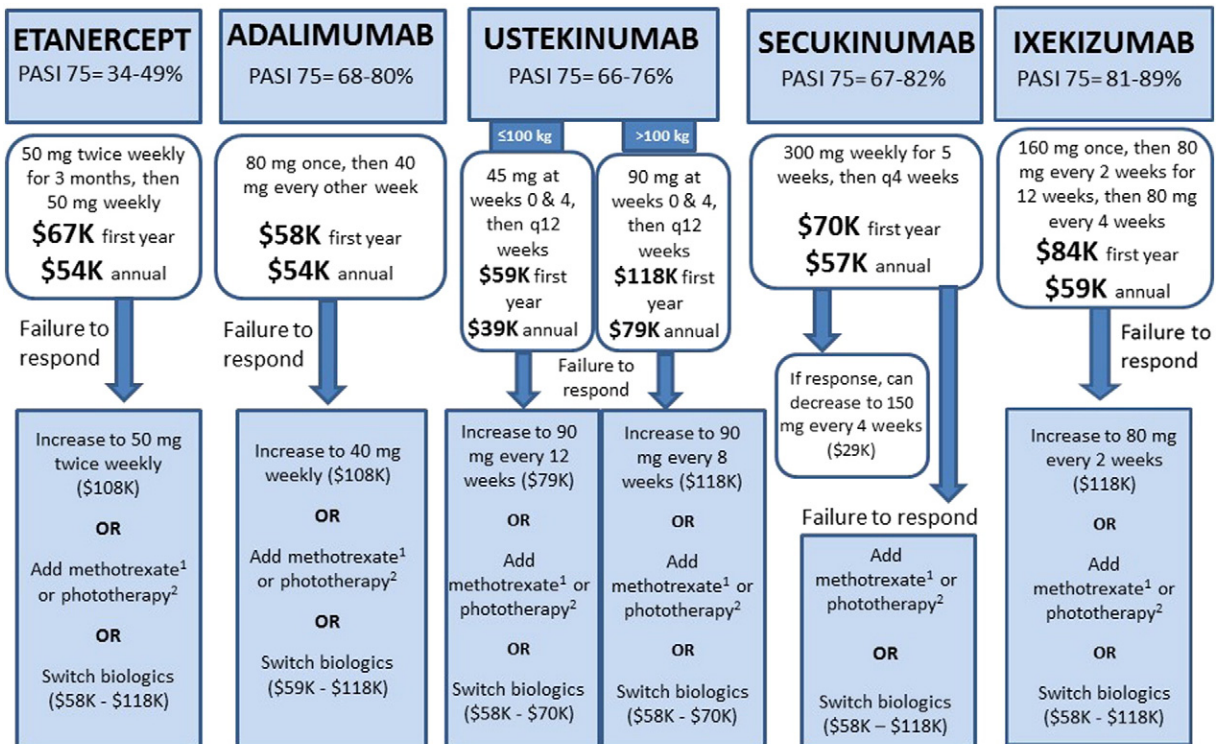 ETANERCEPT
PASI 75= 34-49%
50 mg twice weekly
for 3 months, then
50 mg weekly
$67K first year
$54K annual
Failure to
respond
Increase to 50 mg
twice weekly
($108K)
OR
Add methotrexate¹
or phototherapy²
OR
Switch biologics
($58K - $118K)
ADALIMUMAB
PASI 75= 68-80%
80 mg once, then 40
mg every other week
$58K first year
$54K annual
Failure to
respond
Increase to 40 mg
weekly ($108K)
OR
Add methotrexate¹
or phototherapy²
OR
Switch biologics
($59K - $118K)
USTEKINUMAB
PASI 75= 66-76%
≤100 kg
45 mg at
weeks 0 & 4,
then q12
weeks
$59K first
year
$39K annual
>100 kg
90 mg at
weeks 0 & 4,
then q12
weeks
$118K first
year
$79K annual
Failure to
respond
Increase to 90
mg every 12
weeks ($79K)
OR
Add
methotrexate¹ or
phototherapy²
OR
Switch biologics
($58K - $70K)
Increase to 90
mg every 8
weeks ($118K)
OR
Add
methotrexate¹ or
phototherapy²
OR
Switch biologics
($58K - $70K)
SECUKINUMAB
PASI 75= 67-82%
300 mg weekly for 5
weeks, then q4 weeks
$70K first year
$57K annual
If response, can
decrease to 150
mg every 4 weeks
($29K)
Failure to respond
Add
methotrexate¹ or
phototherapy²
OR
Switch biologics
($58K – $118K)
IXEKIZUMAB
PASI 75= 81-89%
160 mg once, then 80
mg every 2 weeks for
12 weeks, then 80 mg
every 4 weeks
$84K first year
$59K annual
Failure to
respond
Increase to 80 mg
every 2 weeks
($118K)
OR
Add
methotrexate¹ or
phototherapy²
OR
Switch biologics
($58K - $118K)